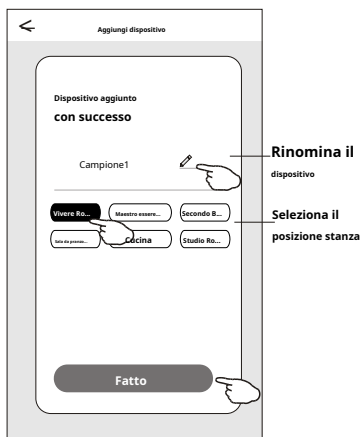 Aggiungi dispositivo
Dispositivo aggiunto
con successo
Campione1
Rinomina il
dispositivo
Vivere Ro...
Maestro essere...
Secondo B...
Seleziona il
posizione stanza
Sala da pranzo...
Cucina
Studio Ro...
Fatto